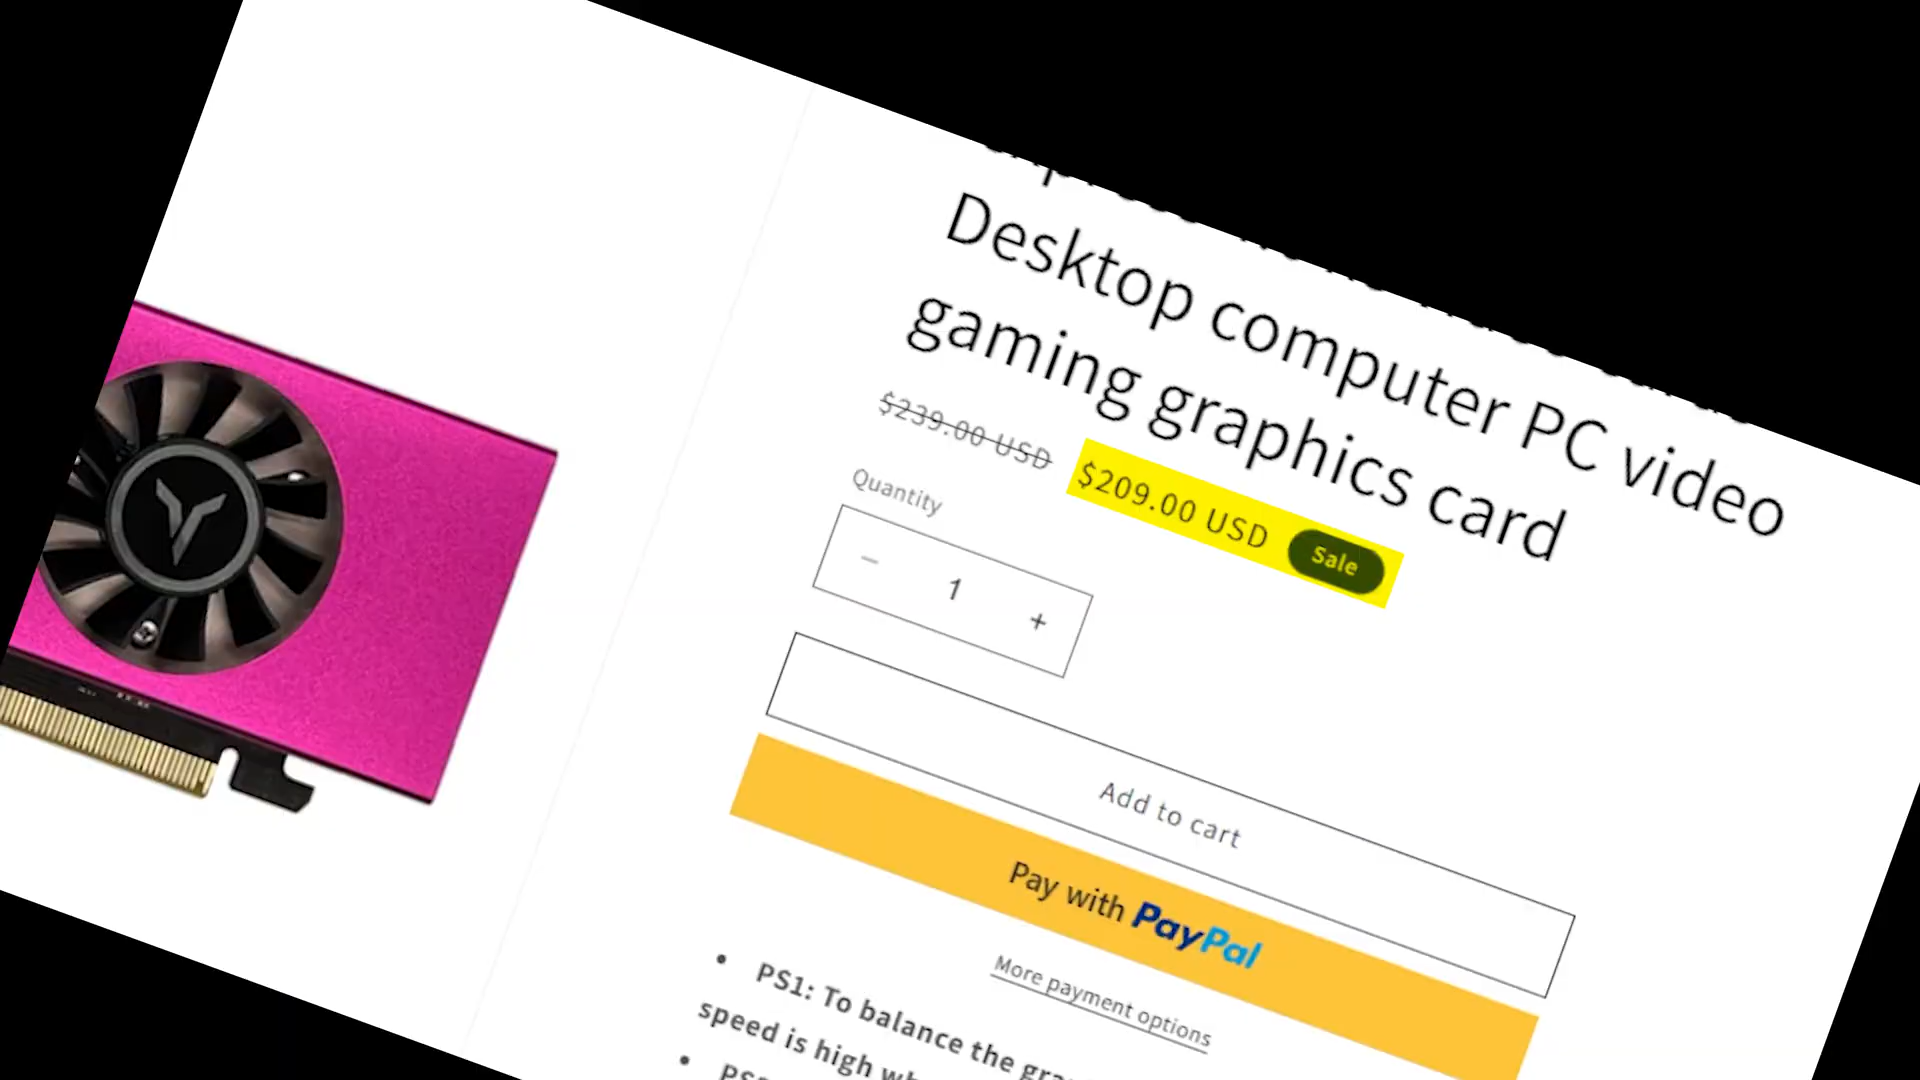 Desktop computer PC video
gaming graphics card
$239.00 USD $209.00 USD Sale
Quantity
− 1 +
Add to cart
Pay with PayPal
More payment options
• PS1: To balance the
speed is high
•